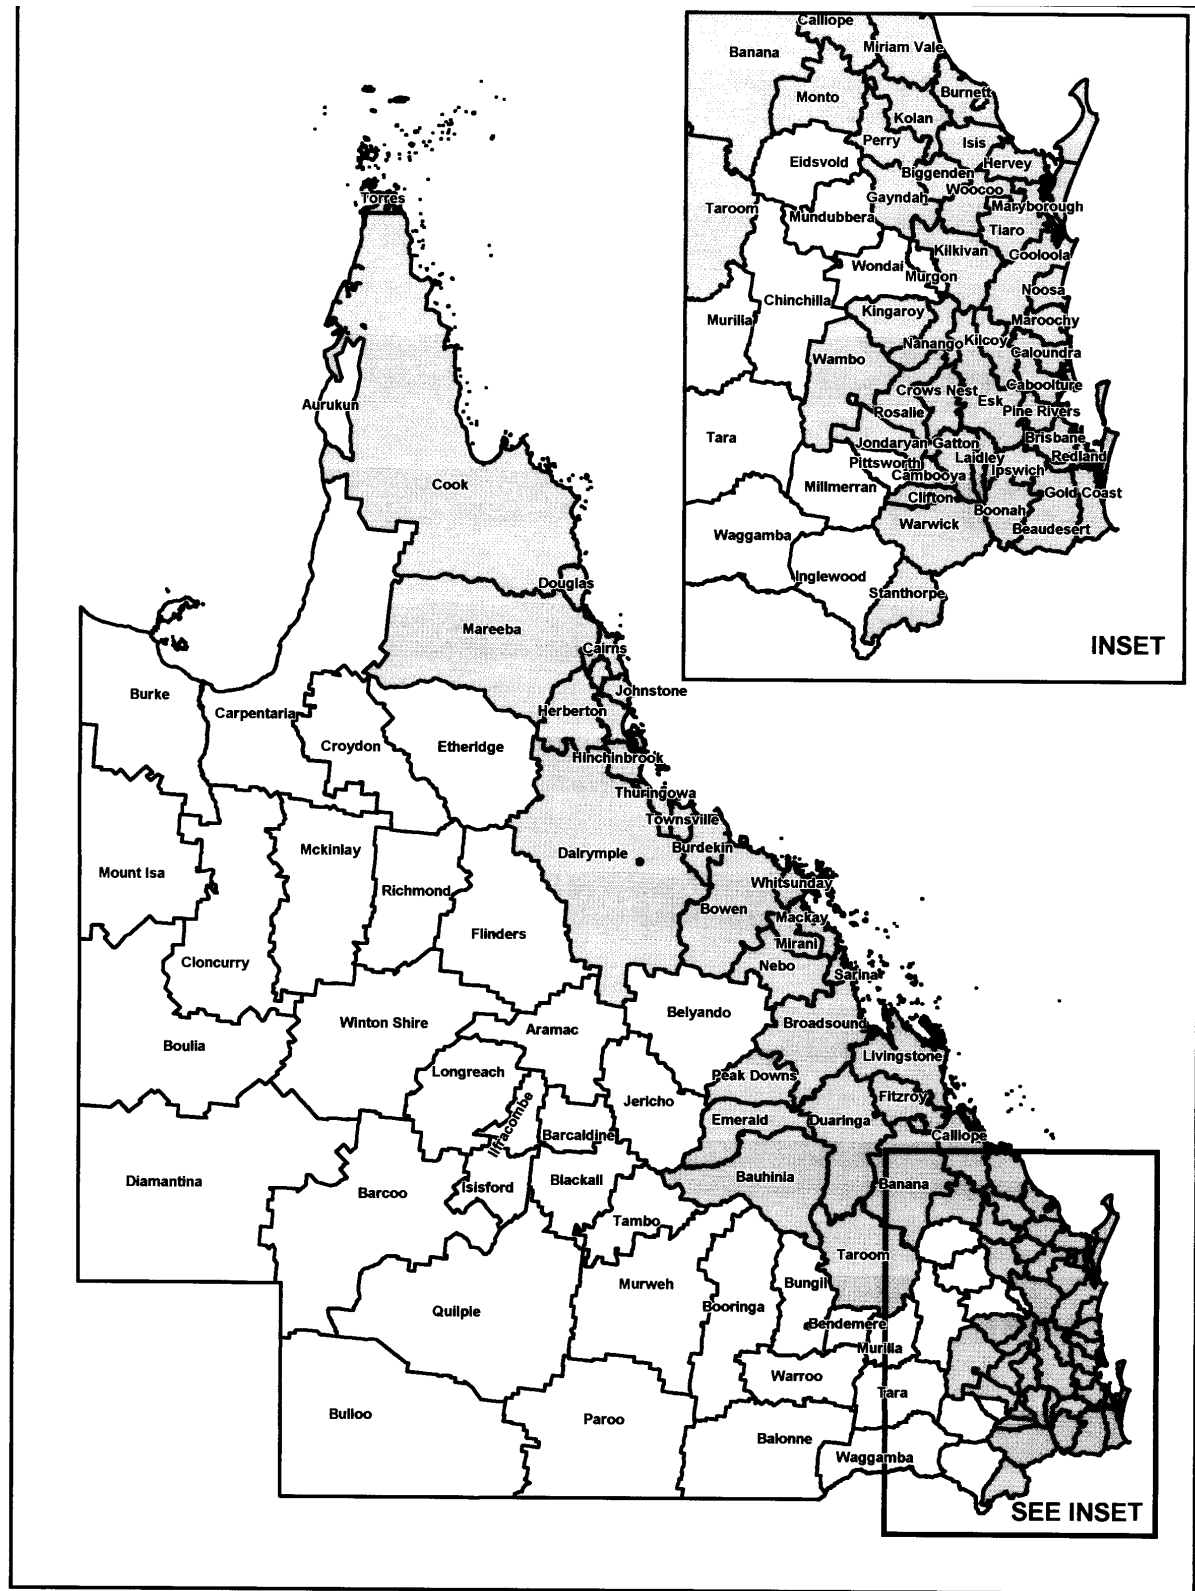 Calliope
Banana
Miriam Vale
Monto
Burnett
Kolan
Perry
Isis
Eidsvold
Hervey
Biggenden
Woocoo
Gayndah
Taroom
Mundubbera
Maryborough
Tiaro
Kilkivan
Cooloola
Wondai
Murgon
Noosa
Chinchilla
Kingaroy
Murilla
Maroochy
Nanango
Kilcoy
Caloundra
Wambo
Caboolture
Crows Nest
Esk
Rosalie
Pine Rivers
Tara
Brisbane
Jondaryan
Gatton
Laidley
Redland
Pittsworth
Ipswich
Cambooya
Millmerran
Clifton
Gold Coast
Boonah
Warwick
Beaudesert
Waggamba
Inglewood
Stanthorpe
INSET
Torres
Aurukun
Cook
Douglas
Mareeba
Cairns
Johnstone
Burke
Carpentaria
Herberton
Croydon
Etheridge
Hinchinbrook
Thuringowa
Townsville
Mckinlay
Dalrymple
Burdekin
Mount Isa
Richmond
Whitsunday
Bowen
Mackay
Flinders
Mirani
Cloncurry
Nebo
Sarina
Belyando
Winton Shire
Aramac
Broadsound
Boulia
Livingstone
Longreach
Peak Downs
Jericho
Fitzroy
Ilfracombe
Emerald
Duaringa
Barcaldine
Calliope
Diamantina
Bauhinia
Blackall
Banana
Barcoo
Isisford
Tambo
Taroom
Murweh
Bungil
Quilpie
Booringa
Bendemere
Murilla
Warroo
Tara
Bulloo
Paroo
Balonne
Waggamba
SEE INSET